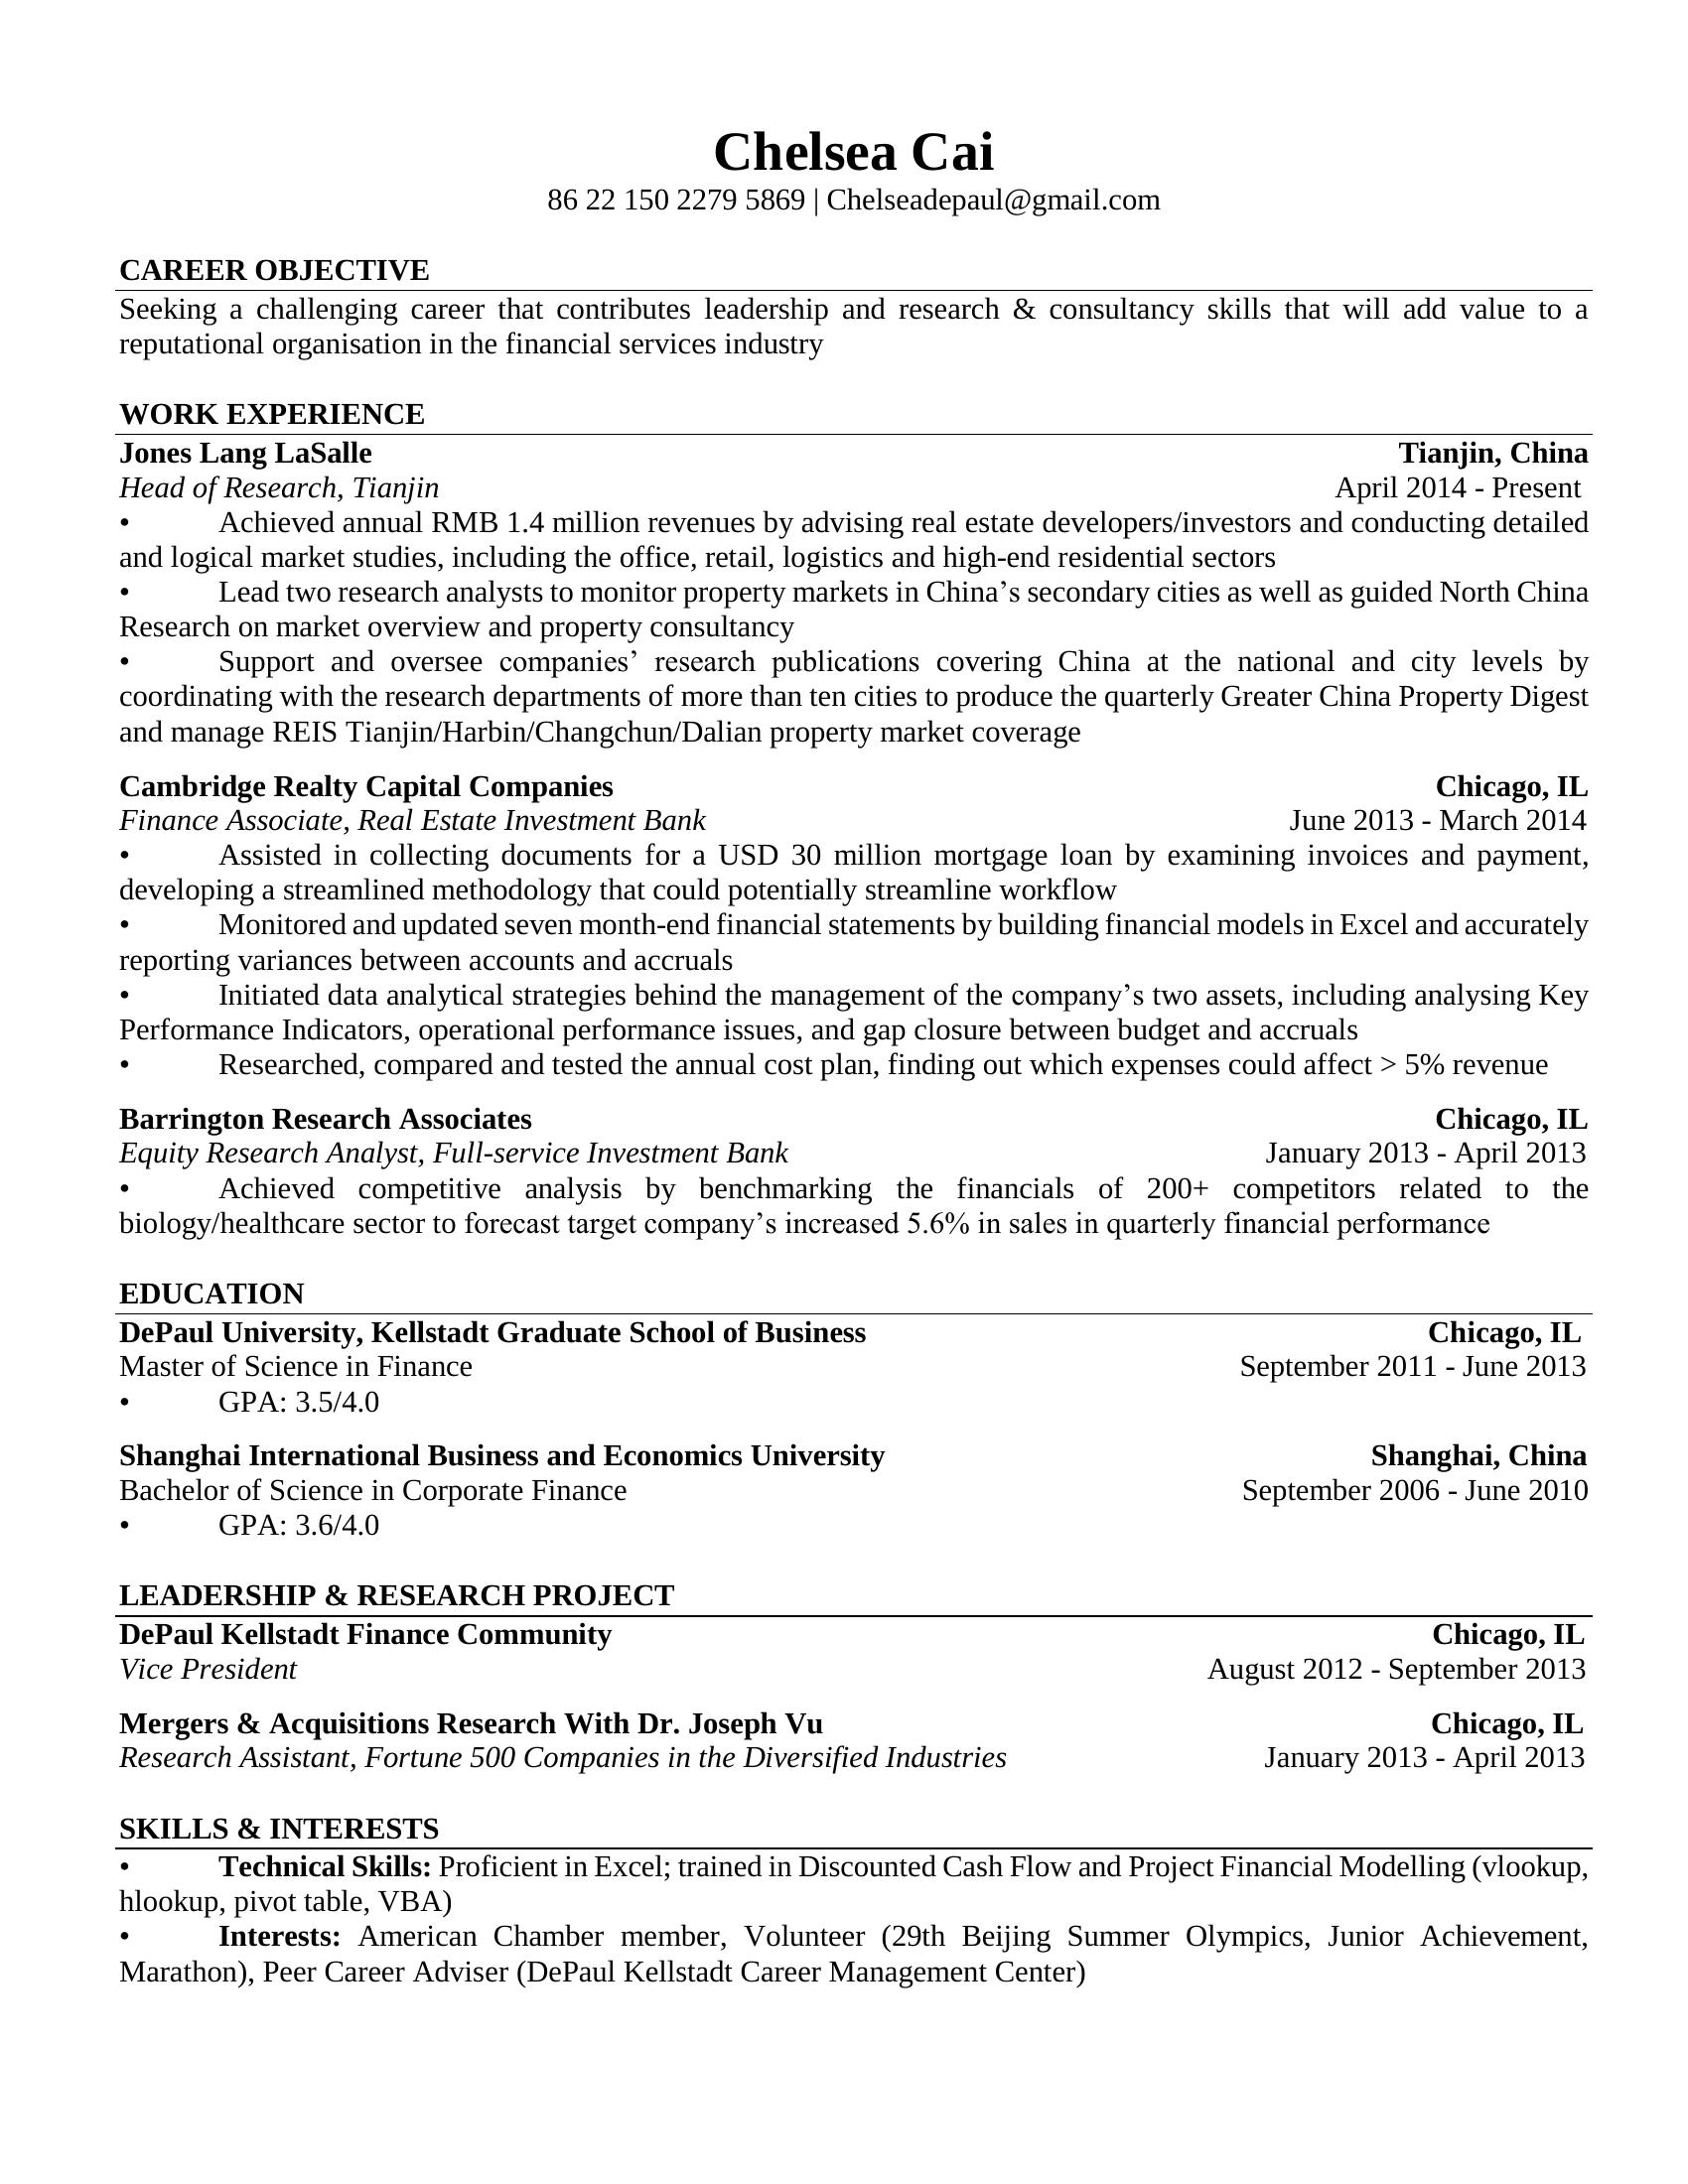 Chelsea Cai
86 22 150 2279 5869 | Chelseadepaul@gmail.com
CAREER OBJECTIVE
Seeking a challenging career that contributes leadership and research & consultancy skills that will add value to a
reputational organisation in the financial services industry
WORK EXPERIENCE
Jones Lang LaSalle Tianjin, China
Head of Research, Tianjin April 2014 - Present
• Achieved annual RMB 1.4 million revenues by advising real estate developers/investors and conducting detailed
and logical market studies, including the office, retail, logistics and high-end residential sectors
• Lead two research analysts to monitor property markets in China’s secondary cities as well as guided North China
Research on market overview and property consultancy
• Support and oversee companies’ research publications covering China at the national and city levels by
coordinating with the research departments of more than ten cities to produce the quarterly Greater China Property Digest
and manage REIS Tianjin/Harbin/Changchun/Dalian property market coverage
Cambridge Realty Capital Companies Chicago, IL
Finance Associate, Real Estate Investment Bank June 2013 - March 2014
• Assisted in collecting documents for a USD 30 million mortgage loan by examining invoices and payment,
developing a streamlined methodology that could potentially streamline workflow
• Monitored and updated seven month-end financial statements by building financial models in Excel and accurately
reporting variances between accounts and accruals
• Initiated data analytical strategies behind the management of the company’s two assets, including analysing Key
Performance Indicators, operational performance issues, and gap closure between budget and accruals
• Researched, compared and tested the annual cost plan, finding out which expenses could affect > 5% revenue
Barrington Research Associates Chicago, IL
Equity Research Analyst, Full-service Investment Bank January 2013 - April 2013
• Achieved competitive analysis by benchmarking the financials of 200+ competitors related to the
biology/healthcare sector to forecast target company’s increased 5.6% in sales in quarterly financial performance
EDUCATION
DePaul University, Kellstadt Graduate School of Business Chicago, IL
Master of Science in Finance September 2011 - June 2013
• GPA: 3.5/4.0
Shanghai International Business and Economics University Shanghai, China
Bachelor of Science in Corporate Finance September 2006 - June 2010
• GPA: 3.6/4.0
LEADERSHIP & RESEARCH PROJECT
DePaul Kellstadt Finance Community Chicago, IL
Vice President August 2012 - September 2013
Mergers & Acquisitions Research With Dr. Joseph Vu Chicago, IL
Research Assistant, Fortune 500 Companies in the Diversified Industries January 2013 - April 2013
SKILLS & INTERESTS
• Technical Skills: Proficient in Excel; trained in Discounted Cash Flow and Project Financial Modelling (vlookup,
hlookup, pivot table, VBA)
• Interests: American Chamber member, Volunteer (29th Beijing Summer Olympics, Junior Achievement,
Marathon), Peer Career Adviser (DePaul Kellstadt Career Management Center)